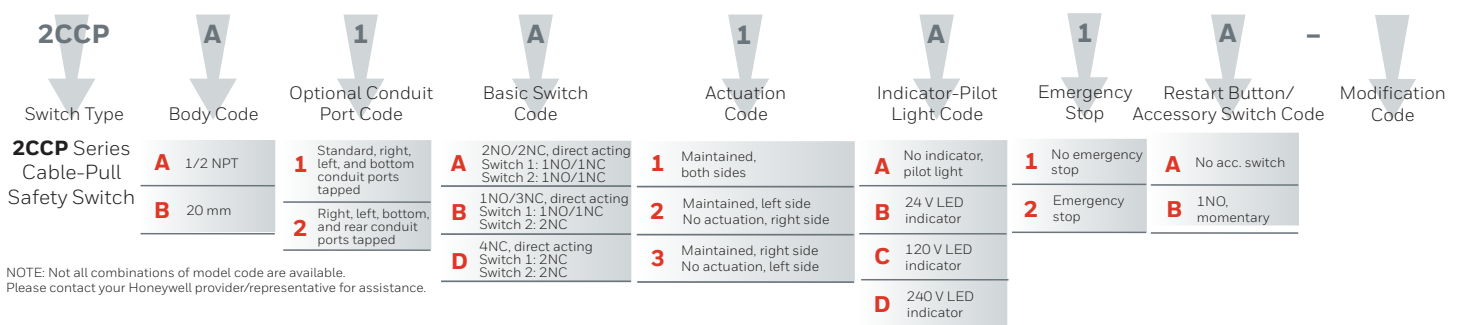 2CCP A 1 A 1 A 1 A –
Switch Type
Body Code
Optional Conduit
Port Code
Basic Switch
Code
Actuation
Code
Indicator-Pilot
Light Code
Emergency
Stop
Restart Button/
Accessory Switch Code
Modification
Code
2CCP Series
Cable-Pull
Safety Switch
A 1/2 NPT
B 20 mm
1 Standard, right,
left, and bottom
conduit ports
tapped
2 Right, left, bottom,
and rear conduit
ports tapped
A 2NO/2NC, direct acting
Switch 1: 1NO/1NC
Switch 2: 1NO/1NC
B 1NO/3NC, direct acting
Switch 1: 1NO/1NC
Switch 2: 2NC
D 4NC, direct acting
Switch 1: 2NC
Switch 2: 2NC
1 Maintained,
both sides
2 Maintained, left side
No actuation, right side
3 Maintained, right side
No actuation, left side
A No indicator,
pilot light
B 24 V LED
indicator
C 120 V LED
indicator
D 240 V LED
indicator
1 No emergency
stop
2 Emergency
stop
A No acc. switch
B 1NO,
momentary
NOTE: Not all combinations of model code are available.
Please contact your Honeywell provider/representative for assistance.